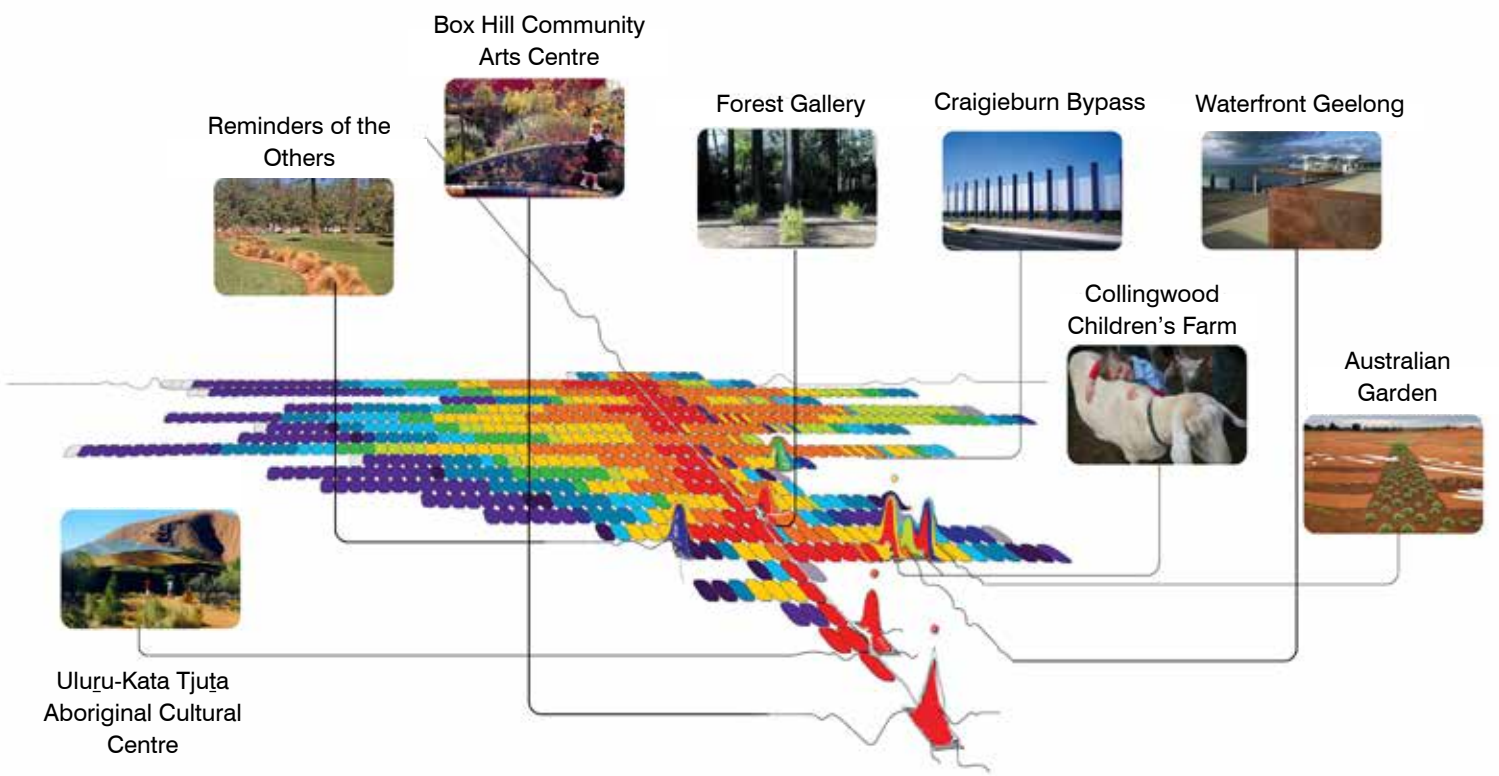 Box Hill Community
Arts Centre
Reminders of the
Others
Forest Gallery
Craigieburn Bypass
Waterfront Geelong
Collingwood
Children’s Farm
Australian
Garden
Uluṟu-Kata Tjuṯa
Aboriginal Cultural
Centre